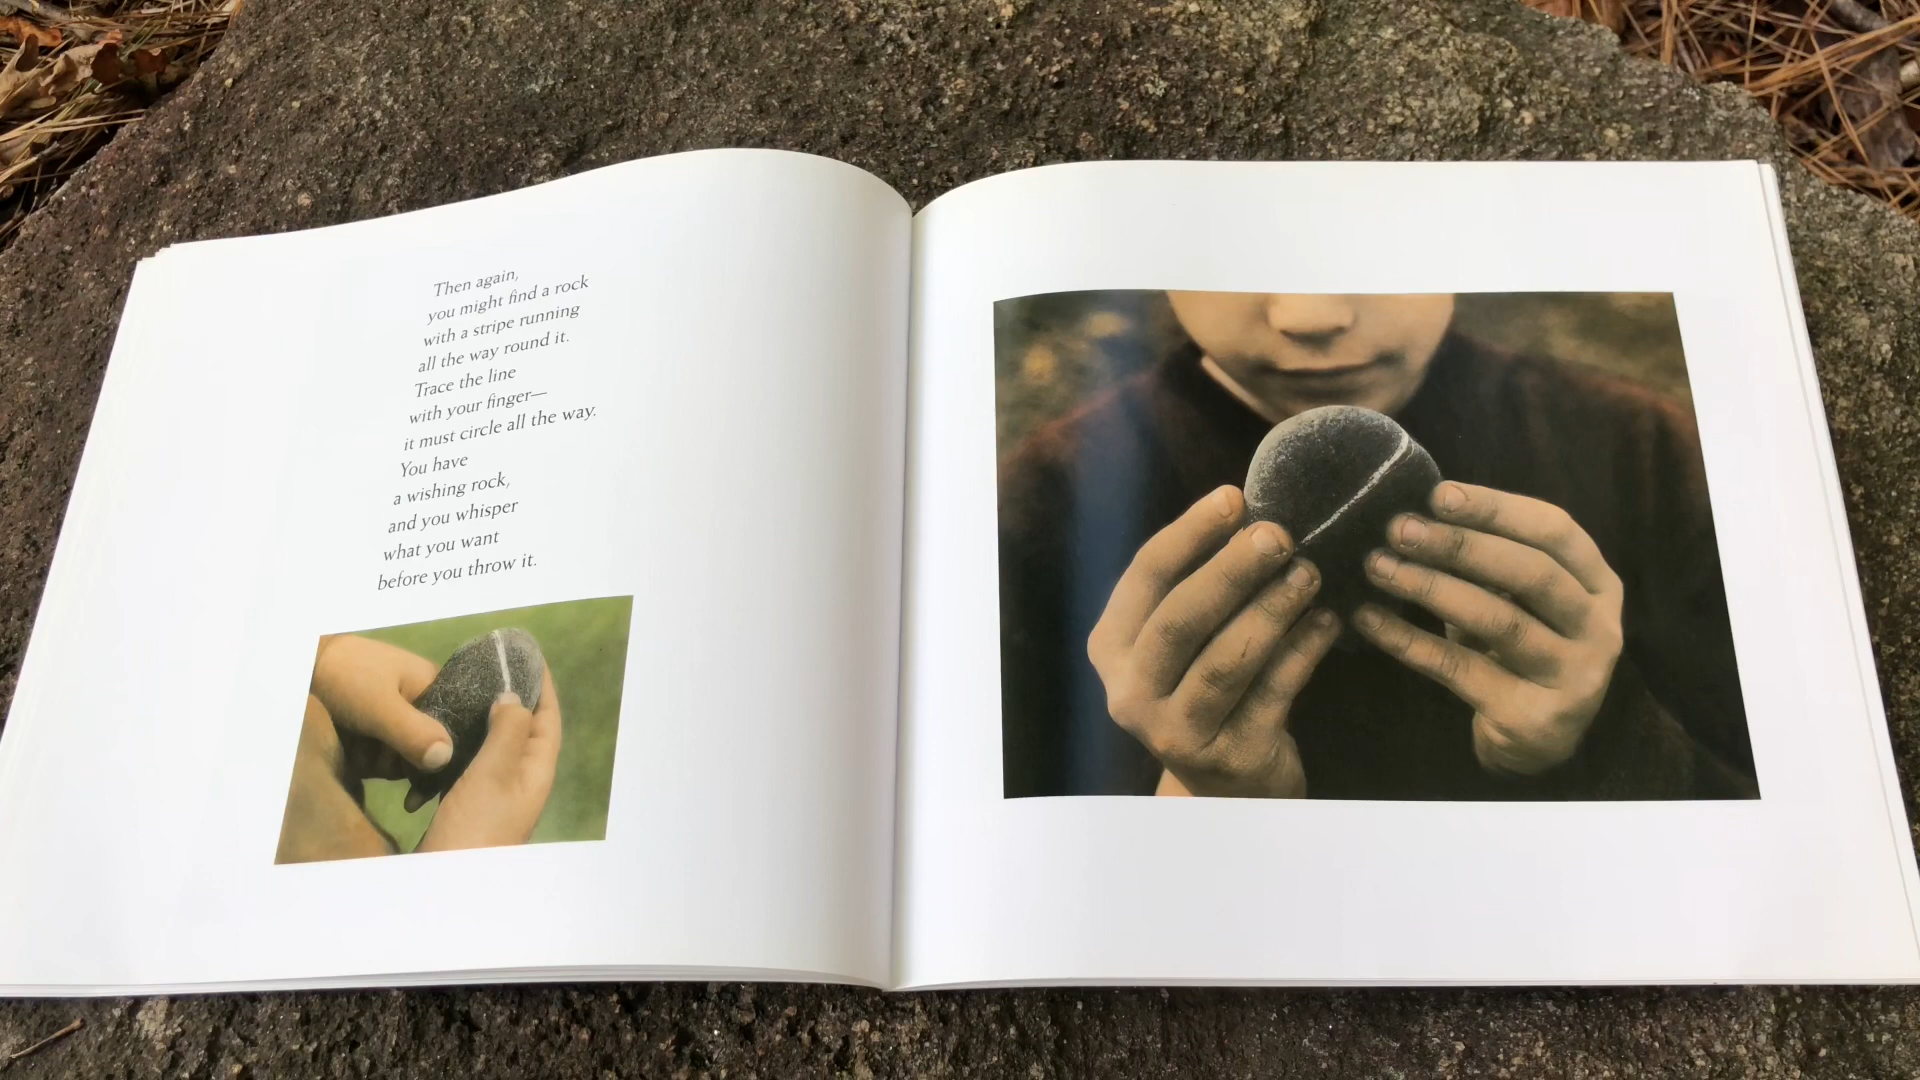 Then again,
you might find a rock
with a stripe running
all the way round it.
Trace the line
with your finger—
it must circle all the way.
You have
a wishing rock,
and you whisper
what you want
before you throw it.